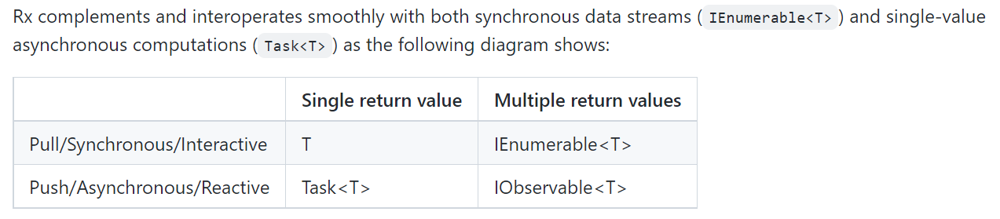 Rx complements and interoperates smoothly with both synchronous data streams ( IEnumerable<T> ) and single-value
asynchronous computations ( Task<T> ) as the following diagram shows:
Single return value Multiple return values
Pull/Synchronous/Interactive T IEnumerable<T>
Push/Asynchronous/Reactive Task<T> IObservable<T>